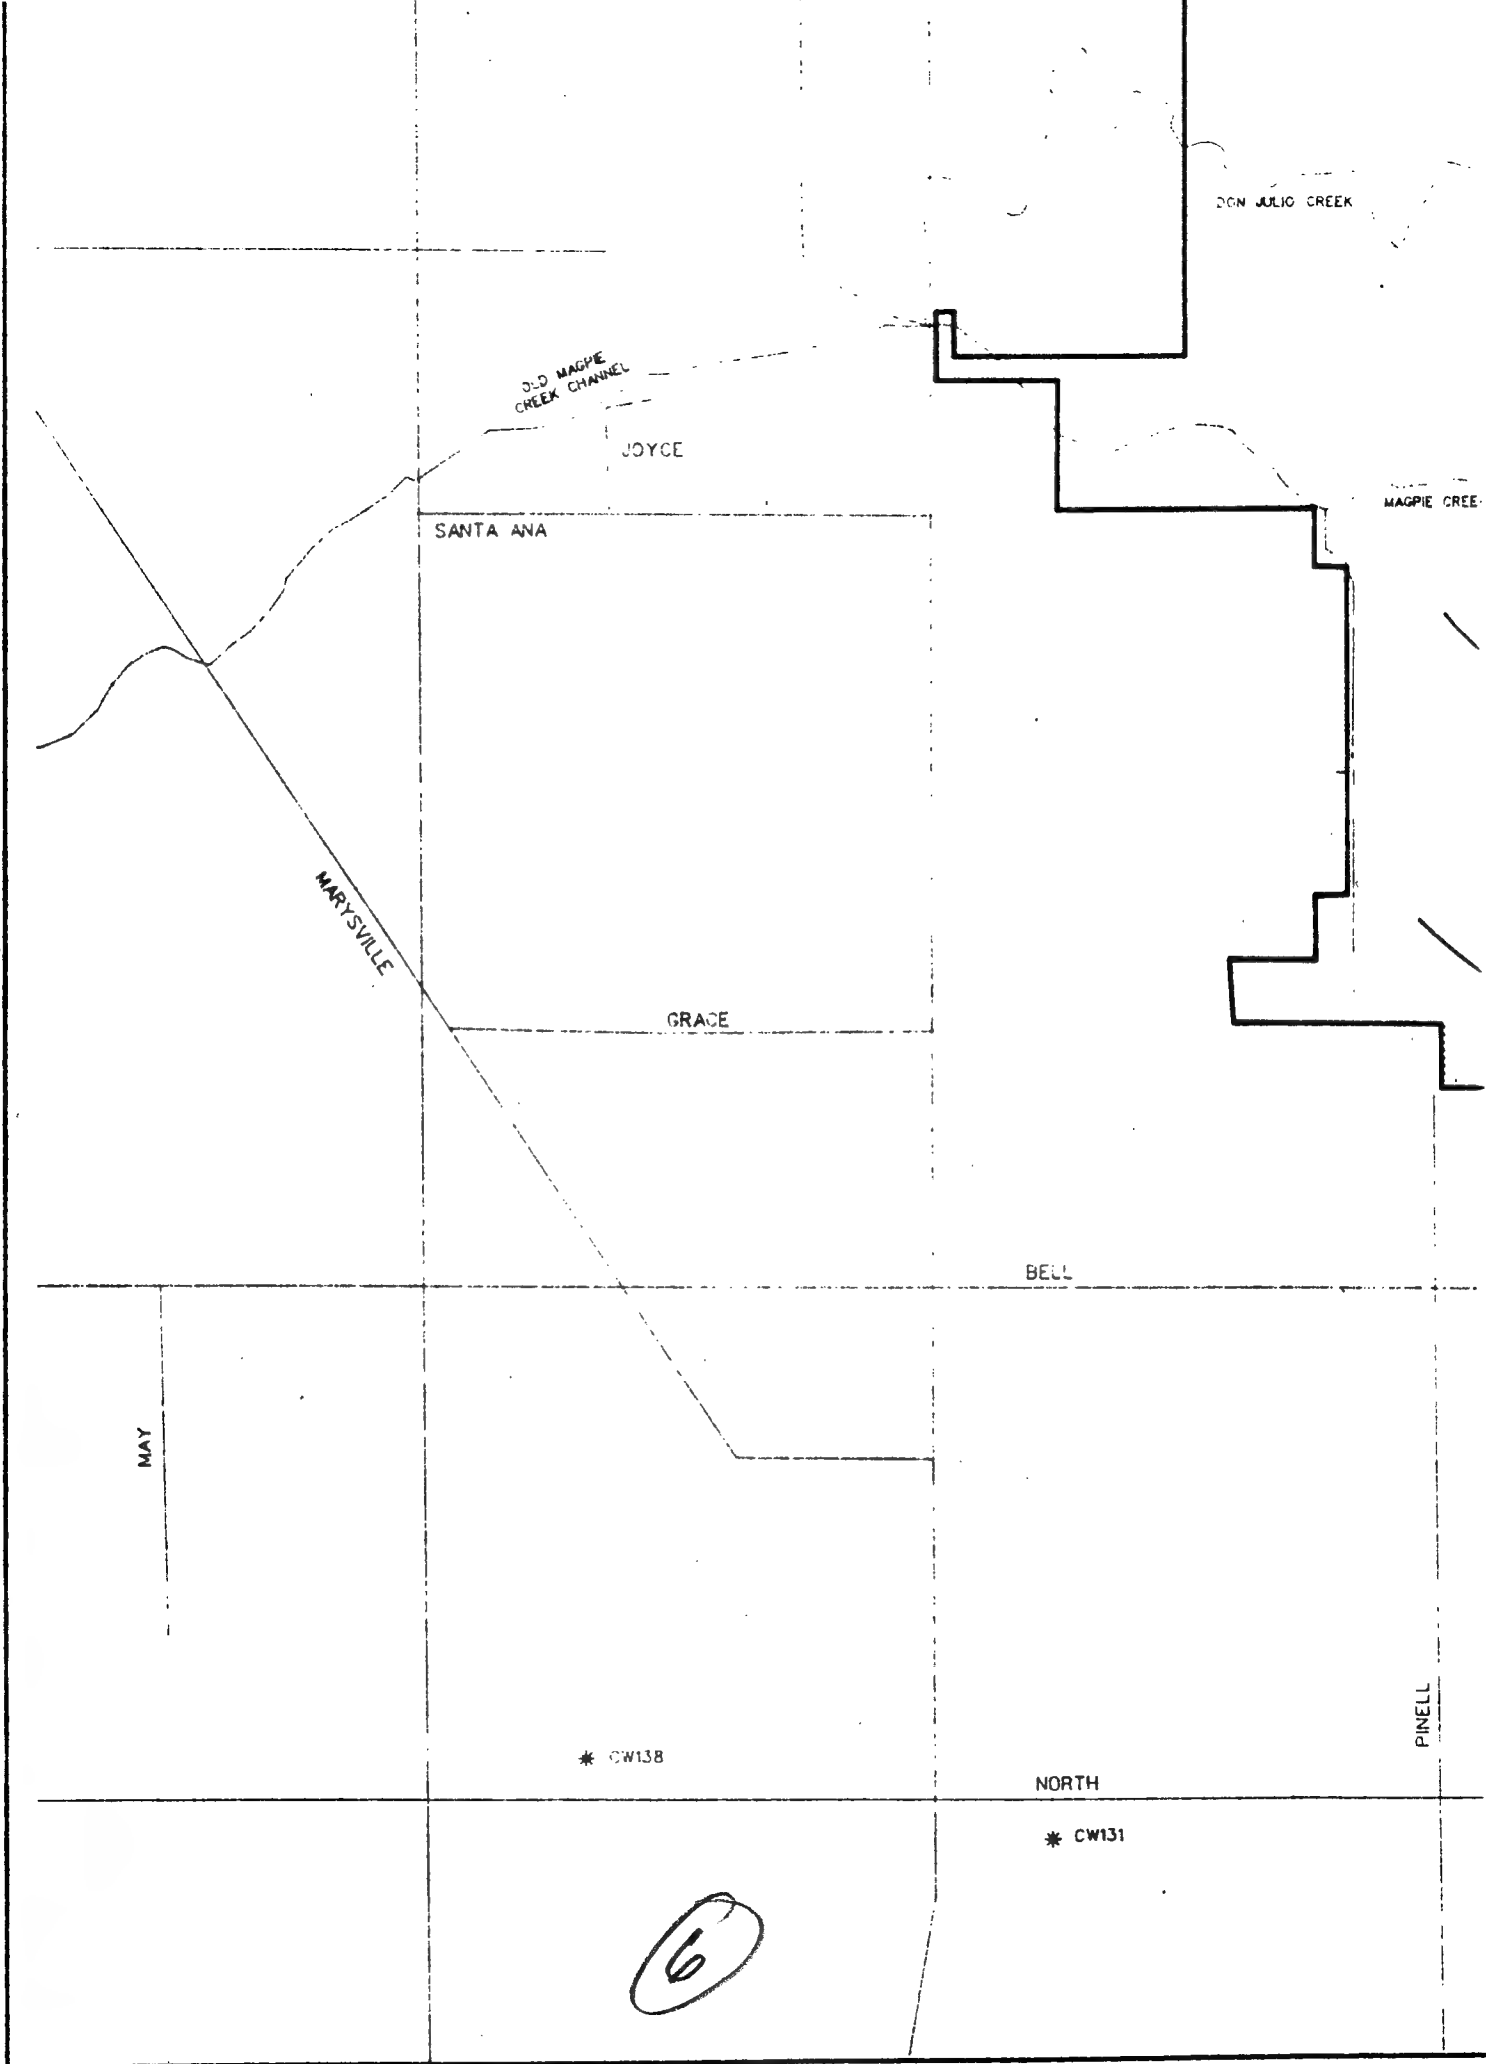 DON JULIO CREEK
OLD MAGPIE
CREEK CHANNEL
JOYCE
MAGPIE CREE
SANTA ANA
MARYSVILLE
GRACE
BELL
MAY
PINELL
✷ CW138
NORTH
✷ CW131
6